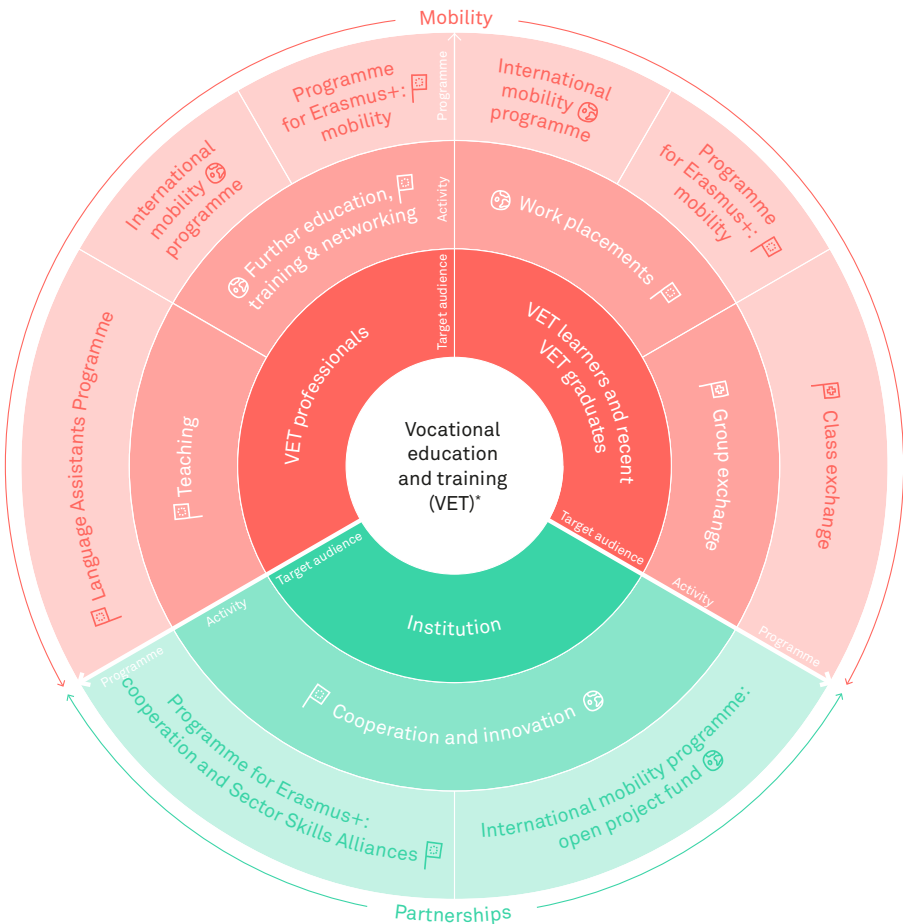 Mobility
Programme
for Erasmus+:
mobility
Programme
International
mobility
programme
International
mobility
programme
Programme
for Erasmus+:
mobility
Further education,
training & networking
Activity
Work placements
Target audience
VET professionals
VET learners and recent
VET graduates
Language Assistants Programme
Teaching
Group exchange
Class exchange
Vocational
education
and training
(VET)*
Target audience
Target audience
Activity
Activity
Programme
Programme
Institution
Cooperation and innovation
Programme for Erasmus+:
cooperation and Sector Skills Alliances
International mobility programme:
open project fund
Partnerships